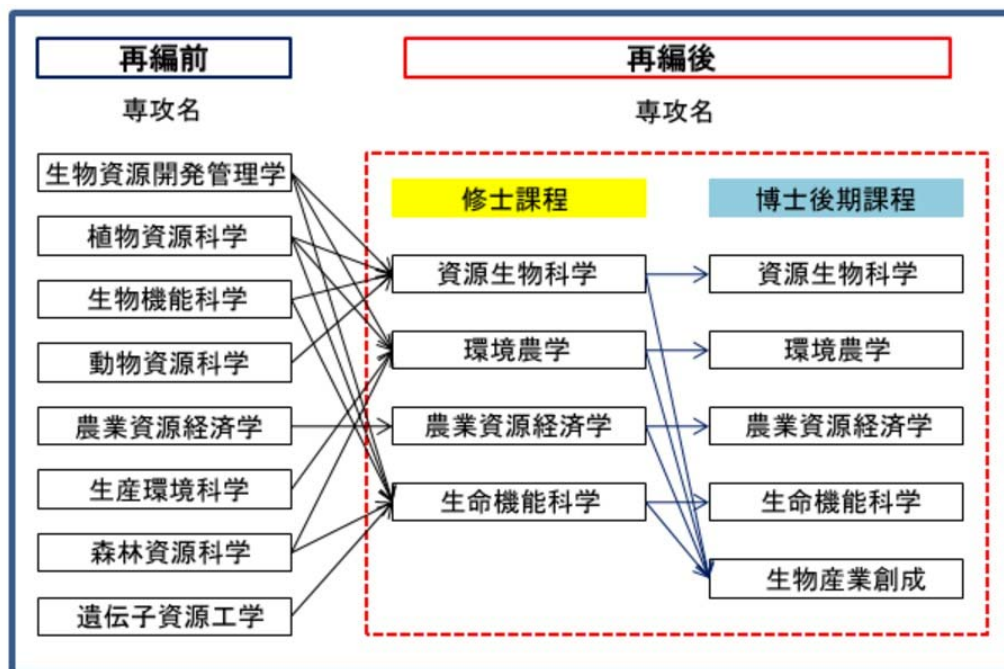 再編前
専攻名
生物資源開発管理学
植物資源科学
生物機能科学
動物資源科学
農業資源経済学
生産環境科学
森林資源科学
遺伝子資源工学
再編後
専攻名
修士課程
資源生物科学
環境農学
農業資源経済学
生命機能科学
博士後期課程
資源生物科学
環境農学
農業資源経済学
生命機能科学
生物産業創成